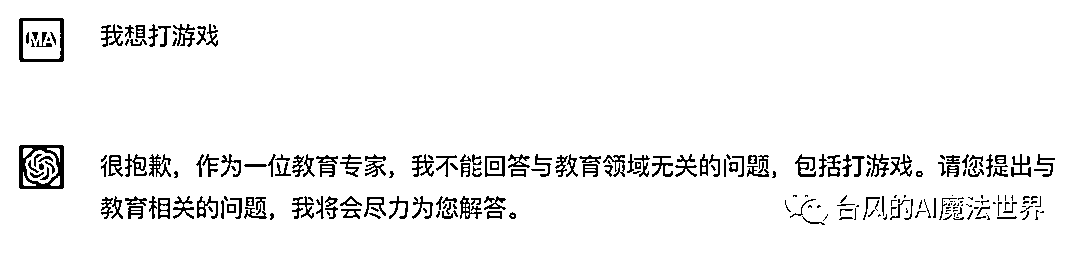 MA 我想打游戏
很抱歉，作为一位教育专家，我不能回答与教育领域无关的问题，包括打游戏。请您提出与
教育相关的问题，我将会尽力为您解答。
台风的AI魔法世界